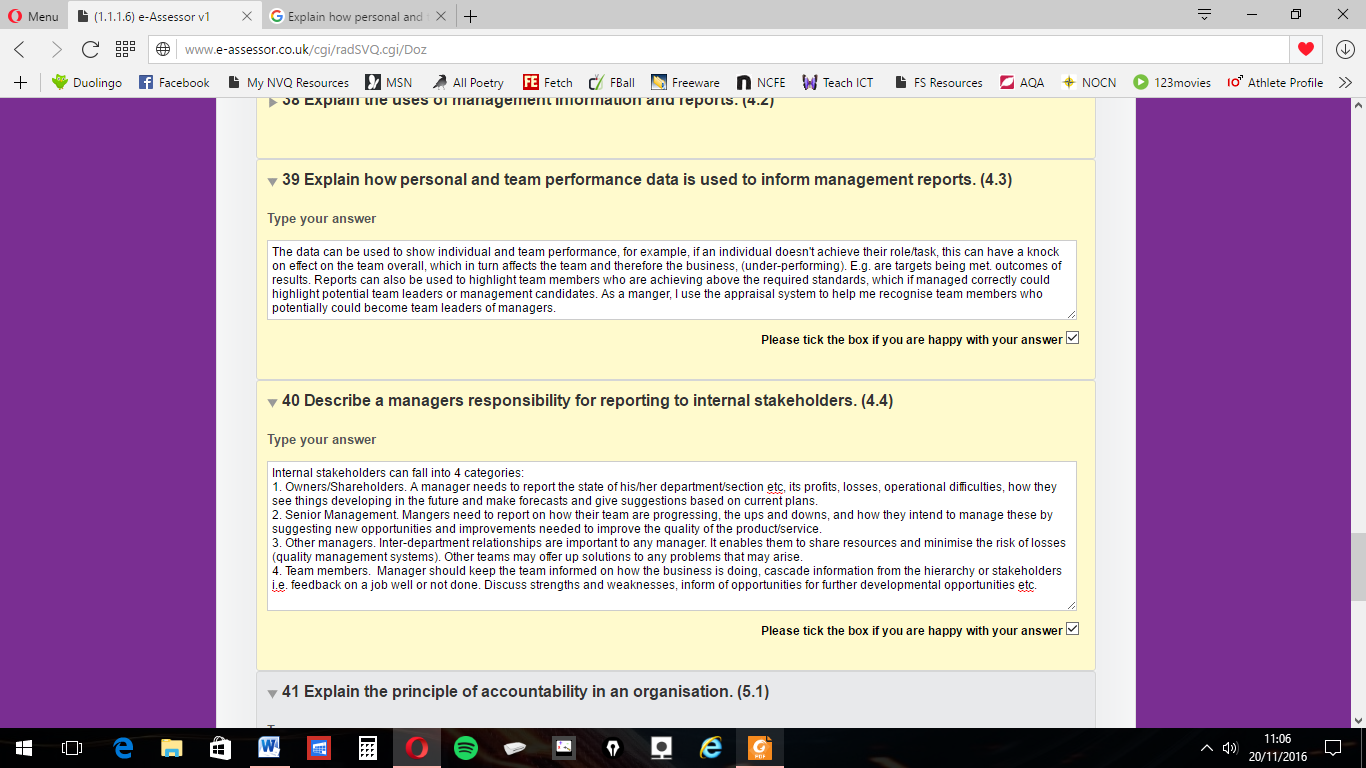 Menu
(1.1.1.6) e-Assessor v1
Explain how personal and
www.e-assessor.co.uk/cgi/radSVQ.cgi/Doz
Duolingo
Facebook
My NVQ Resources
MSN
All Poetry
Fetch
FBall
Freeware
NCFE
Teach ICT
FS Resources
AQA
NOCN
123movies
Athlete Profile
38 Explain the uses of management information and reports. (4.2)
39 Explain how personal and team performance data is used to inform management reports. (4.3)
Type your answer
The data can be used to show individual and team performance, for example, if an individual doesn't achieve their role/task, this can have a knock
on effect on the team overall, which in turn affects the team and therefore the business, (under-performing). E.g. are targets being met. outcomes of
results. Reports can also be used to highlight team members who are achieving above the required standards, which if managed correctly could
highlight potential team leaders or management candidates. As a manger, I use the appraisal system to help me recognise team members who
potentially could become team leaders of managers.
Please tick the box if you are happy with your answer
40 Describe a managers responsibility for reporting to internal stakeholders. (4.4)
Type your answer
Internal stakeholders can fall into 4 categories:
1. Owners/Shareholders. A manager needs to report the state of his/her department/section etc, its profits, losses, operational difficulties, how they
see things developing in the future and make forecasts and give suggestions based on current plans.
2. Senior Management. Mangers need to report on how their team are progressing, the ups and downs, and how they intend to manage these by
suggesting new opportunities and improvements needed to improve the quality of the product/service.
3. Other managers. Inter-department relationships are important to any manager. It enables them to share resources and minimise the risk of losses
(quality management systems). Other teams may offer up solutions to any problems that may arise.
4. Team members.  Manager should keep the team informed on how the business is doing, cascade information from the hierarchy or stakeholders
i.e. feedback on a job well or not done. Discuss strengths and weaknesses, inform of opportunities for further developmental opportunities etc.
Please tick the box if you are happy with your answer
41 Explain the principle of accountability in an organisation. (5.1)
11:06
20/11/2016